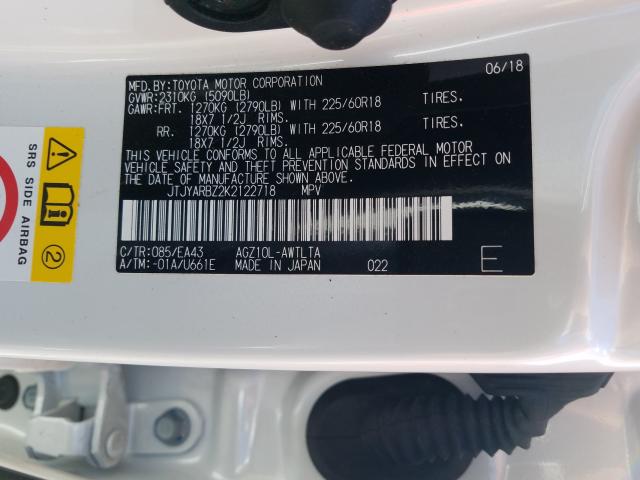 MFD.BY:TOYOTA MOTOR CORPORATION 06/18
GVWR:2310KG (5090LB)
GAWR:FRT. 1270KG (2790LB) WITH 225/60R18 TIRES.
18X7 1/2J RIMS.
RR. 1270KG (2790LB) WITH 225/60R18 TIRES.
18X7 1/2J RIMS.
THIS VEHICLE CONFORMS TO ALL APPLICABLE FEDERAL MOTOR
VEHICLE SAFETY AND THEFT PREVENTION STANDARDS IN EFFECT ON
THE DATE OF MANUFACTURE SHOWN ABOVE.
JTJYARBZ2K2122718 MPV
C/TR:085/EA43 AGZ10L-AWTLTA
A/TM:-01A/U661E MADE IN JAPAN 022 E
SRS SIDE AIRBAG
2